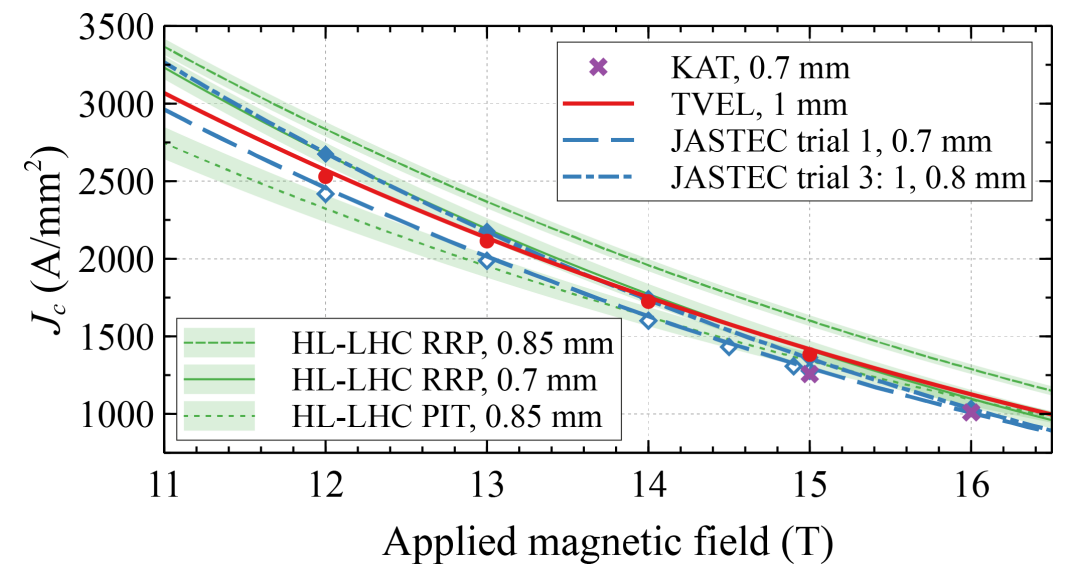 3500
3000
2500
2000
1500
1000
J_c (A/mm²)
KAT, 0.7 mm
TVEL, 1 mm
JASTEC trial 1, 0.7 mm
JASTEC trial 3: 1, 0.8 mm
HL-LHC RRP, 0.85 mm
HL-LHC RRP, 0.7 mm
HL-LHC PIT, 0.85 mm
11 12 13 14 15 16
Applied magnetic field (T)